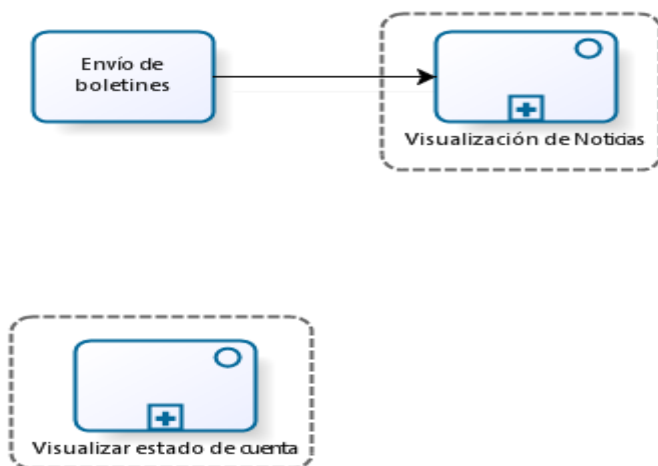 Envío de
boletines
Visualización de Noticias
Visualizar estado de cuenta